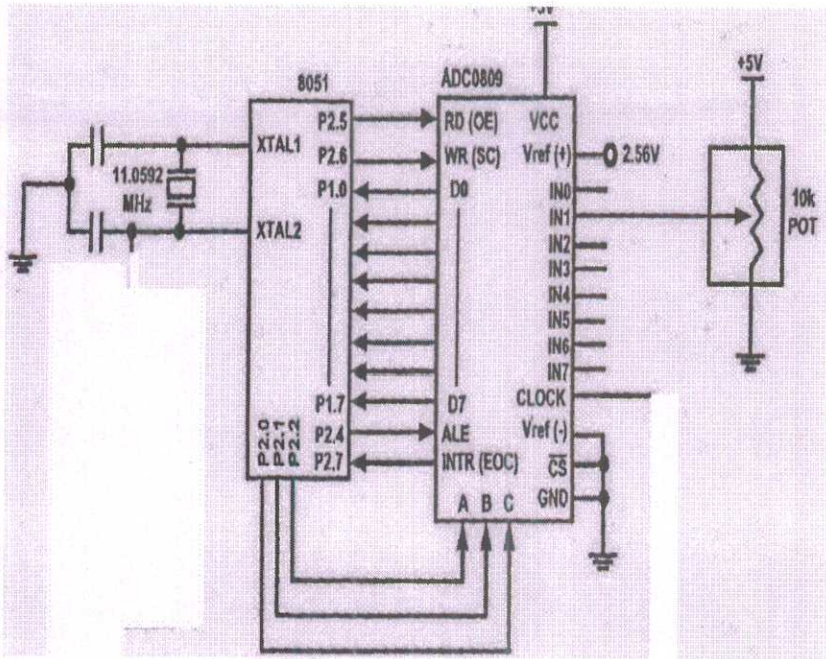 +5V
8051
ADC0809
+5V
P2.5
RD (OE)
VCC
XTAL1
P2.6
WR (SC)
Vref (+)
2.56V
P1.0
D0
IN0
11.0592
MHz
IN1
10k
POT
XTAL2
IN2
IN3
IN4
IN5
IN6
IN7
CLOCK
P1.7
D7
P2.0
P2.1
P2.2
P2.4
ALE
Vref (-)
P2.7
INTR (EOC)
CS
GND
A B C